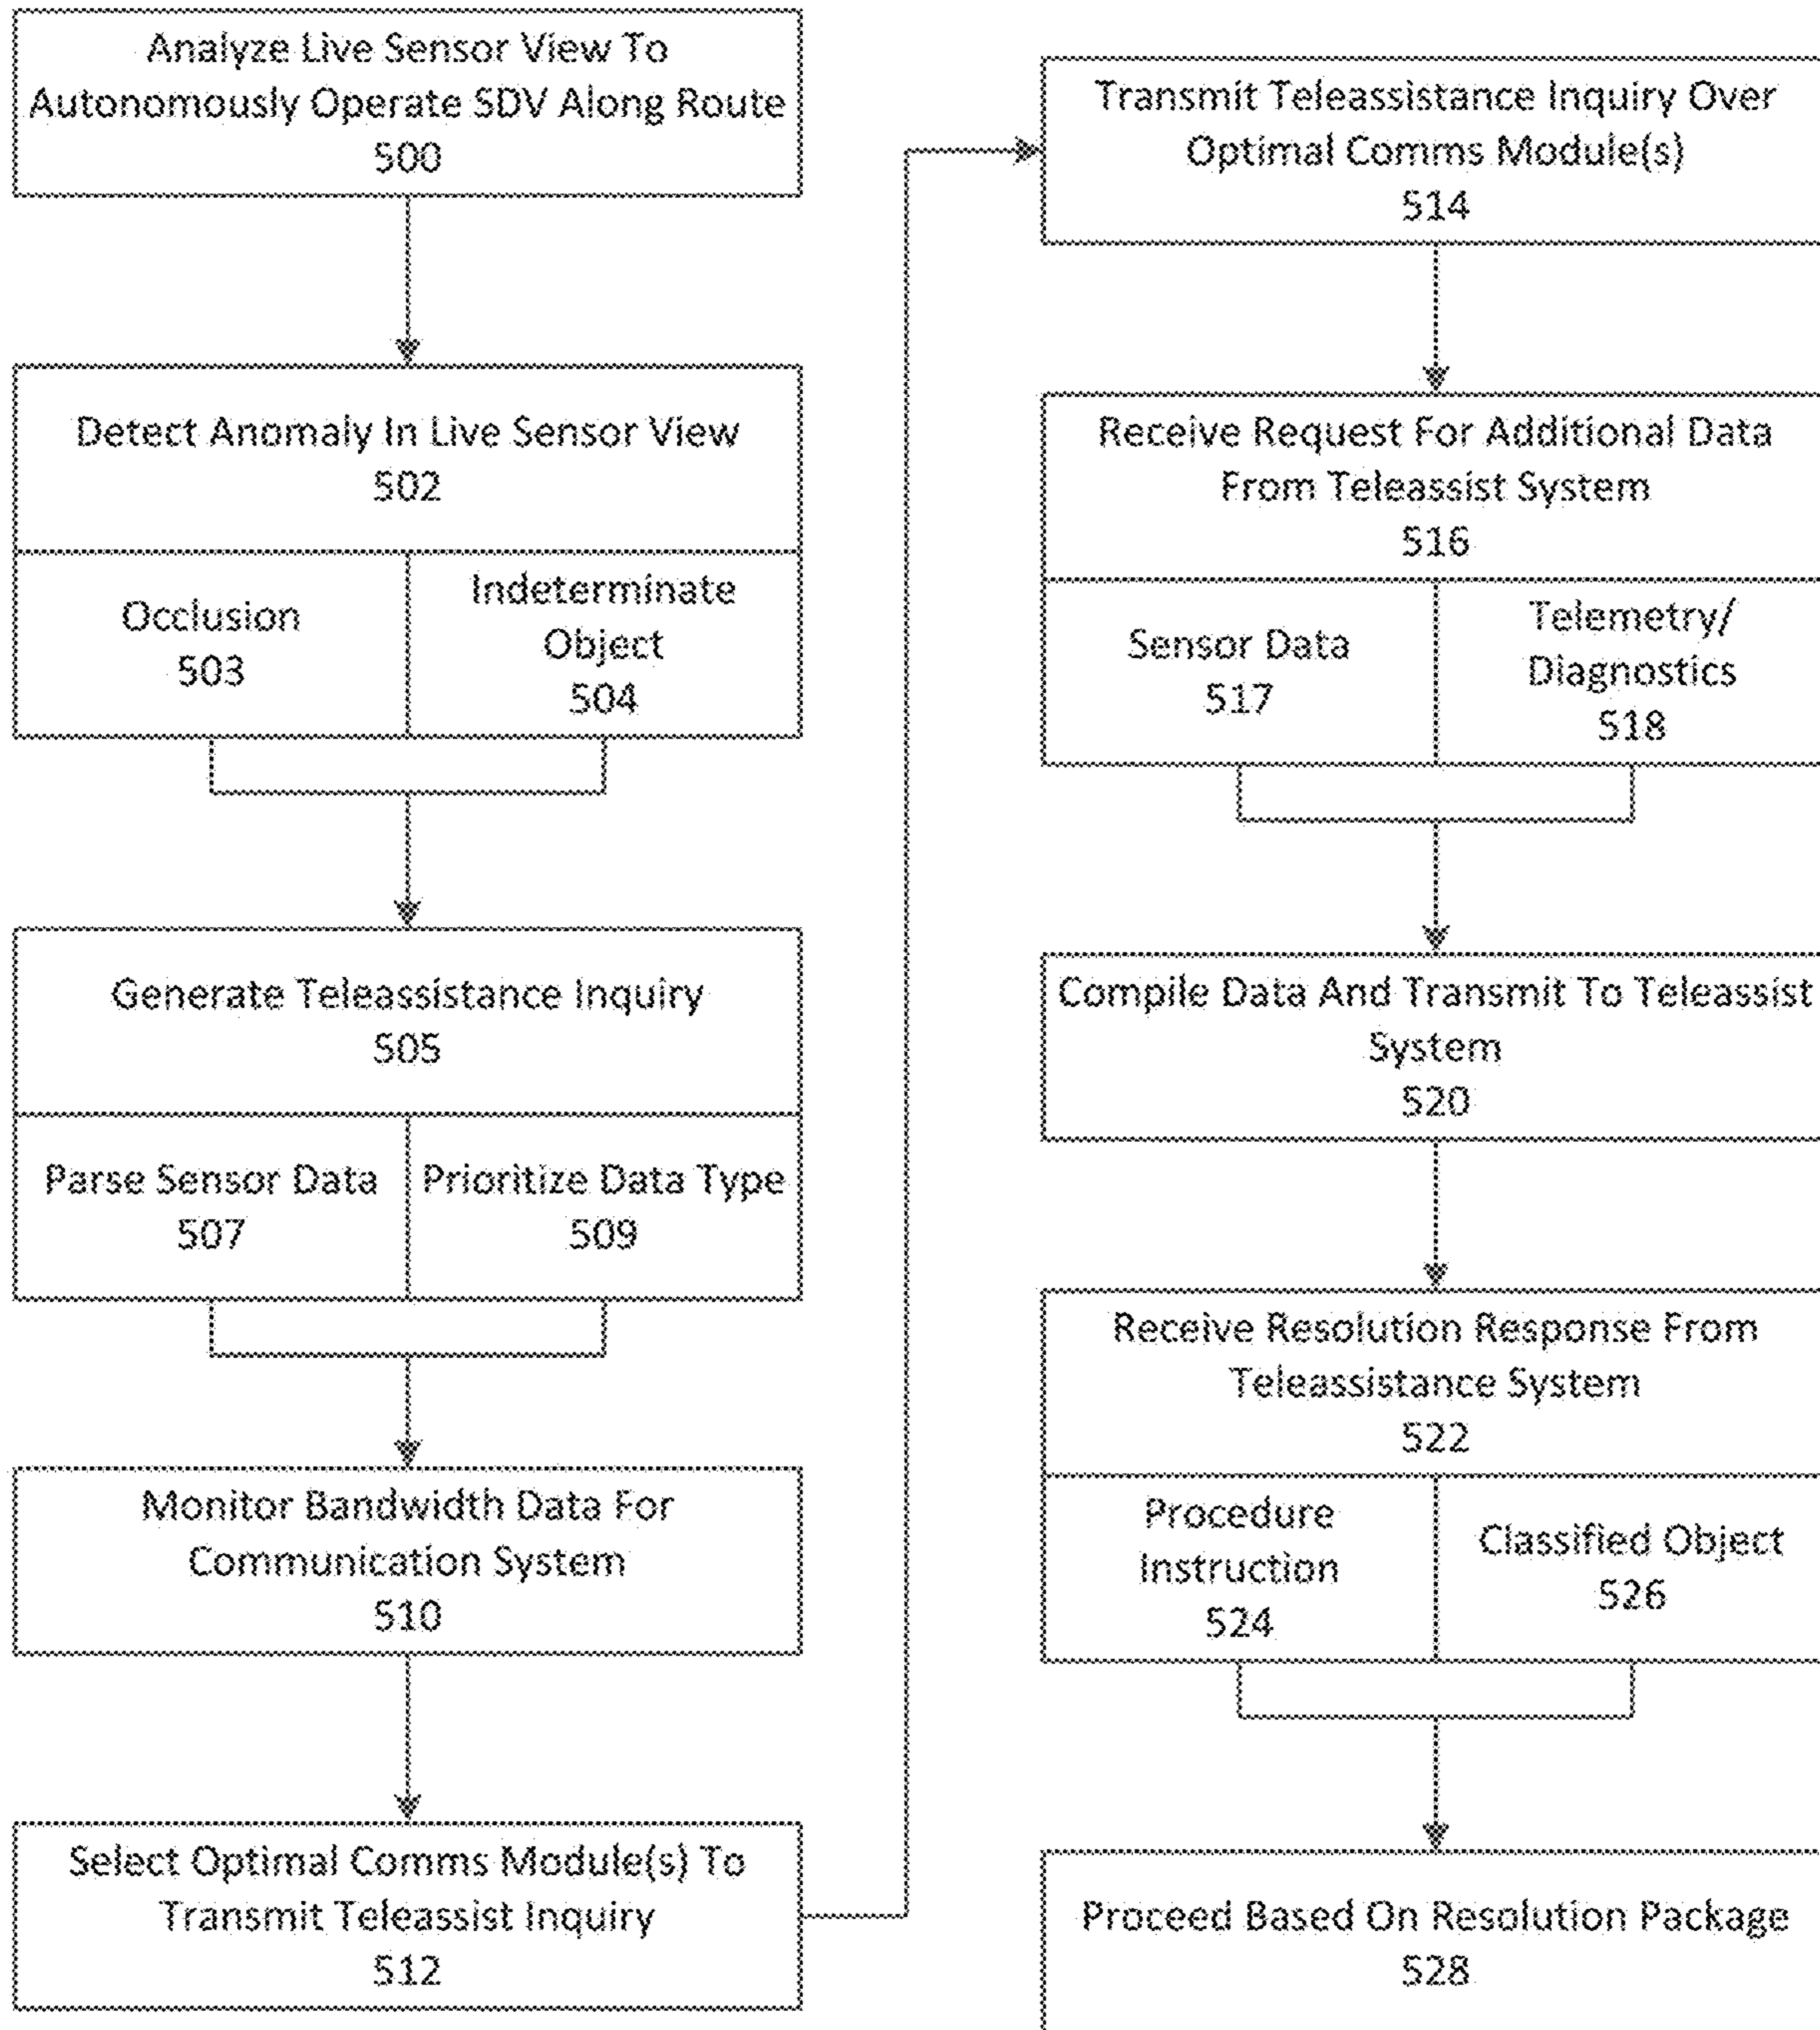 Analyze Live Sensor View To
Autonomously Operate SDV Along Route
500
Detect Anomaly In Live Sensor View
502
Occlusion
503
Indeterminate
Object
504
Generate Teleassistance Inquiry
505
Parse Sensor Data
507
Prioritize Data Type
509
Monitor Bandwidth Data For
Communication System
510
Select Optimal Comms Module(s) To
Transmit Teleassist Inquiry
512
Transmit Teleassistance Inquiry Over
Optimal Comms Module(s)
514
Receive Request For Additional Data
From Teleassist System
516
Sensor Data
517
Telemetry/
Diagnostics
518
Compile Data And Transmit To Teleassist
System
520
Receive Resolution Response From
Teleassistance System
522
Procedure
Instruction
524
Classified Object
526
Proceed Based On Resolution Package
528